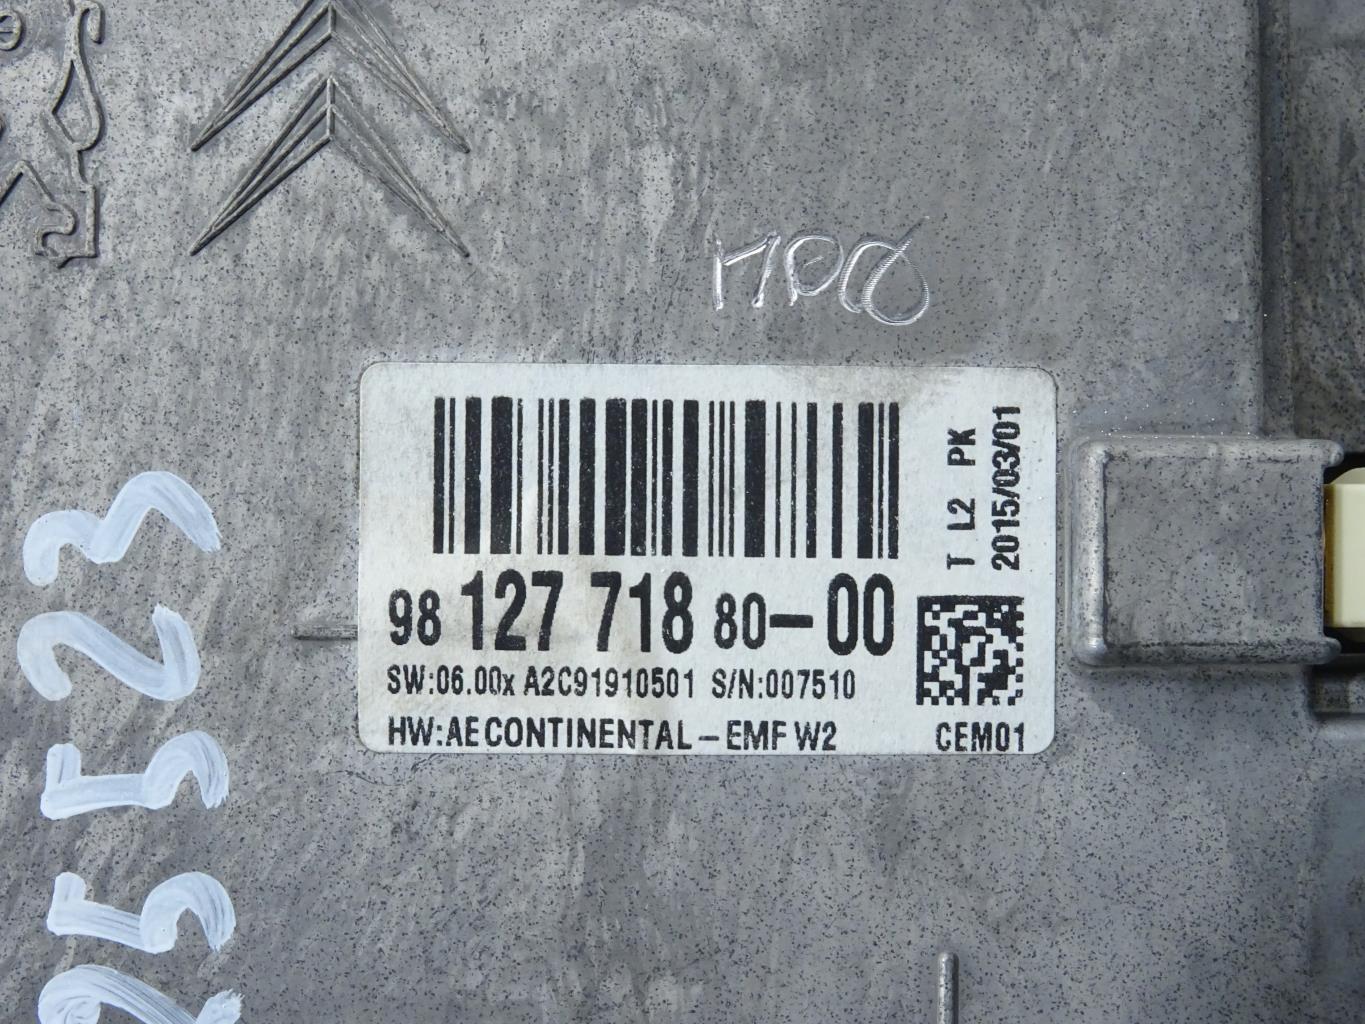 98 127 718 80-00
SW:06.00x A2C91910501 S/N:007510
HW:AE CONTINENTAL - EMF W2
CEM01
T L2 PK
2015/03/01
5523